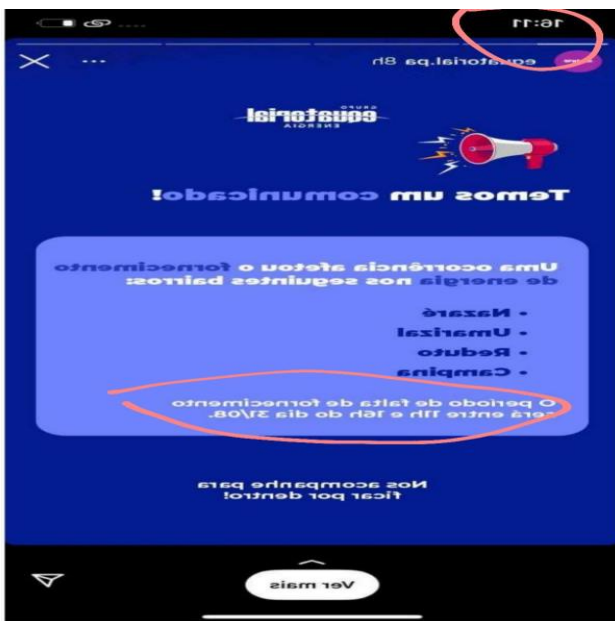 16:11
equatorial.pa 8h
GRUPO
equatorial
ENERGIA
Temos um comunicado!
Uma ocorrência afetou o fornecimento
de energia nos seguintes bairros:
• Nazaré
• Umarizal
• Reduto
• Campina
O período de falta de fornecimento
será entre 11h e 16h do dia 31/08.
Nos acompanhe para
ficar por dentro!
Ver mais